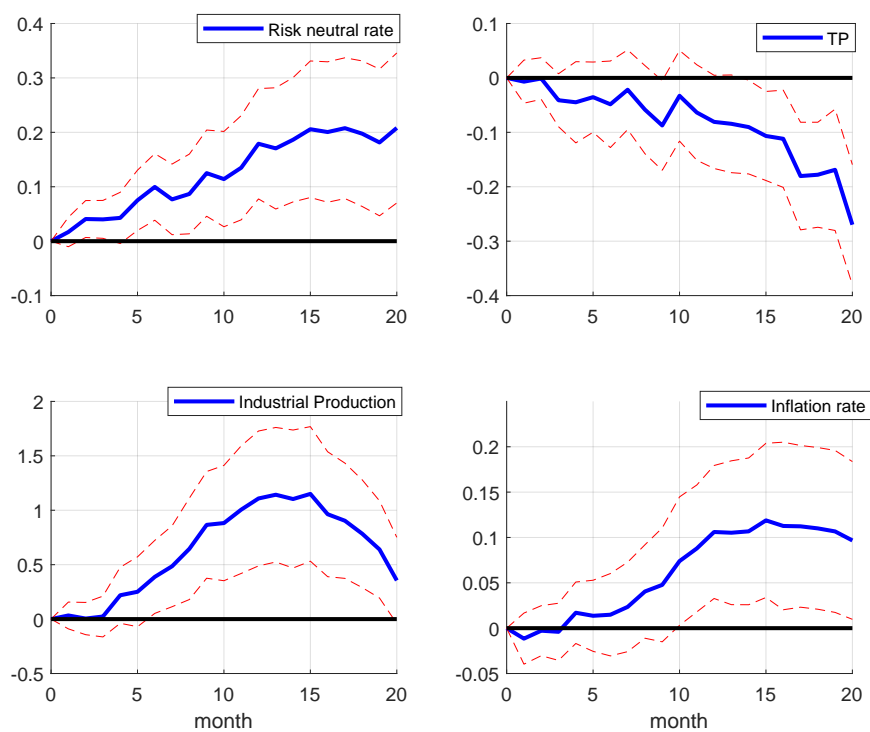 Risk neutral rate
0.4
0.3
0.2
0.1
0
-0.1
0 5 10 15 20
TP
0.1
0
-0.1
-0.2
-0.3
-0.4
0 5 10 15 20
Industrial Production
2
1.5
1
0.5
0
-0.5
0 5 10 15 20
month
Inflation rate
0.2
0.15
0.1
0.05
0
-0.05
0 5 10 15 20
month